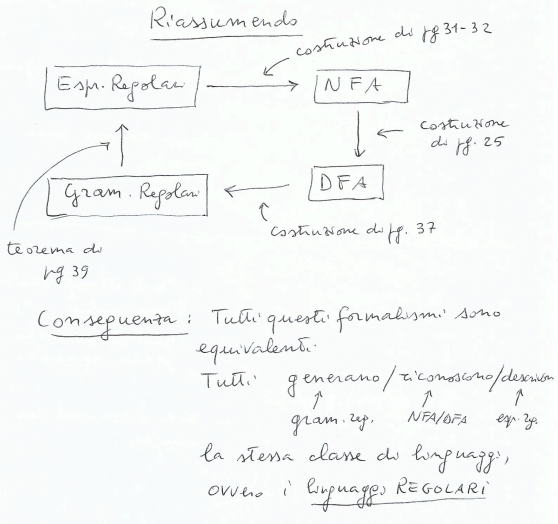 Riassumendo
costruzione di pg 31-32
Espr. Regolari
NFA
costruzione
di pg. 25
Gram. Regolari
DFA
costruzione di pg. 37
teorema di
pg 39
Conseguenza: Tutti questi formalismi sono
equivalenti.
Tutti generano/riconoscono/descrivon
gram. reg. NFA/DFA espr. reg.
la stessa classe di linguaggi,
ovvero i linguaggi REGOLARI